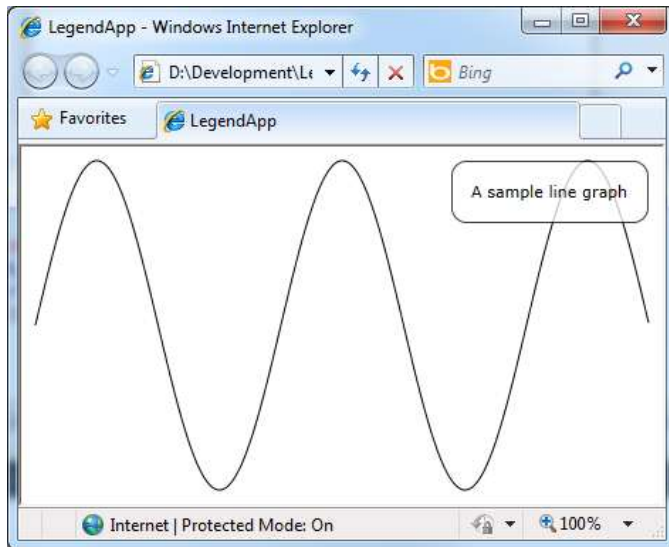 LegendApp - Windows Internet Explorer
D:\Development\Le
Bing
Favorites
LegendApp
A sample line graph
Internet | Protected Mode: On
100%